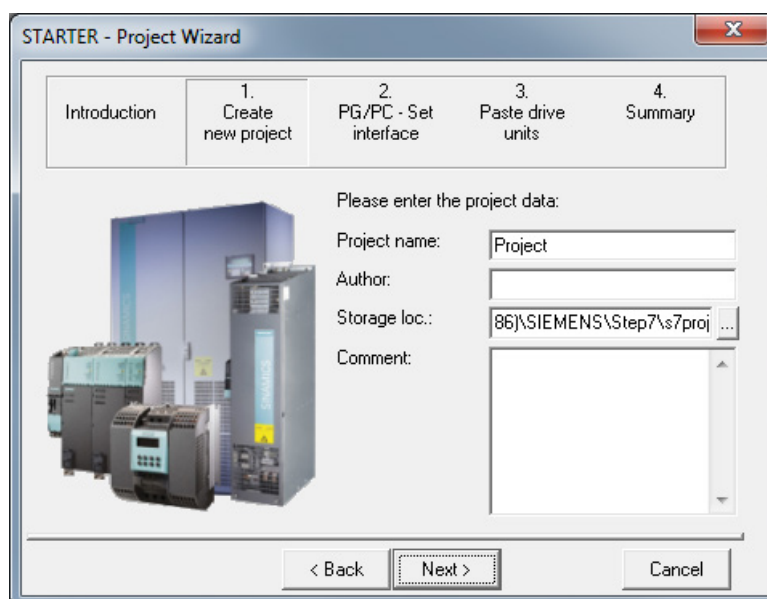 STARTER - Project Wizard
Introduction
1.
Create
new project
2.
PG/PC - Set
interface
3.
Paste drive
units
4.
Summary
Please enter the project data:
Project name:
Project
Author:
Storage loc.:
86)\SIEMENS\Step7\s7proj
...
Comment:
SINAMICS
SINAMICS
< Back
Next >
Cancel